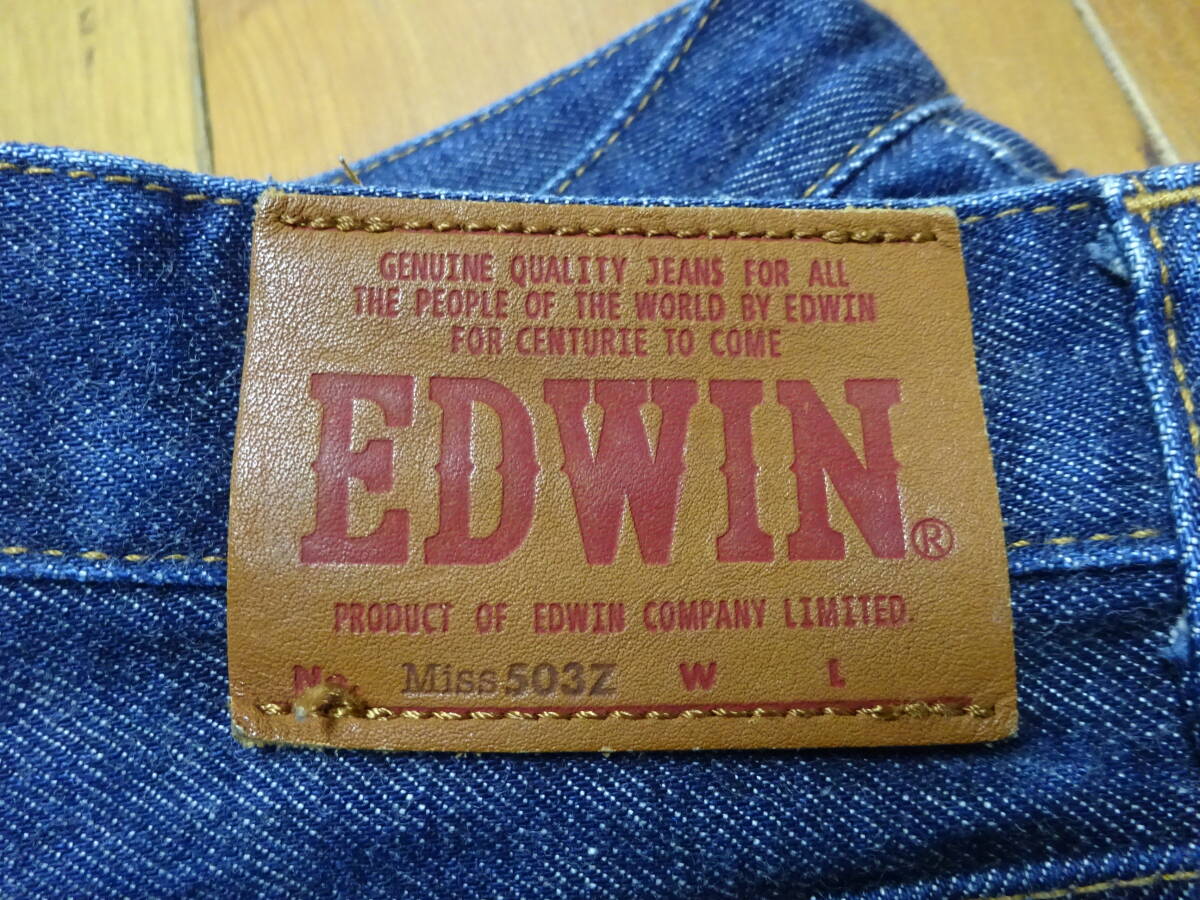 GENUINE QUALITY JEANS FOR ALL
THE PEOPLE OF THE WORLD BY EDWIN
FOR CENTURIE TO COME
EDWIN®
PRODUCT OF EDWIN COMPANY LIMITED.
No. Miss 503Z W L